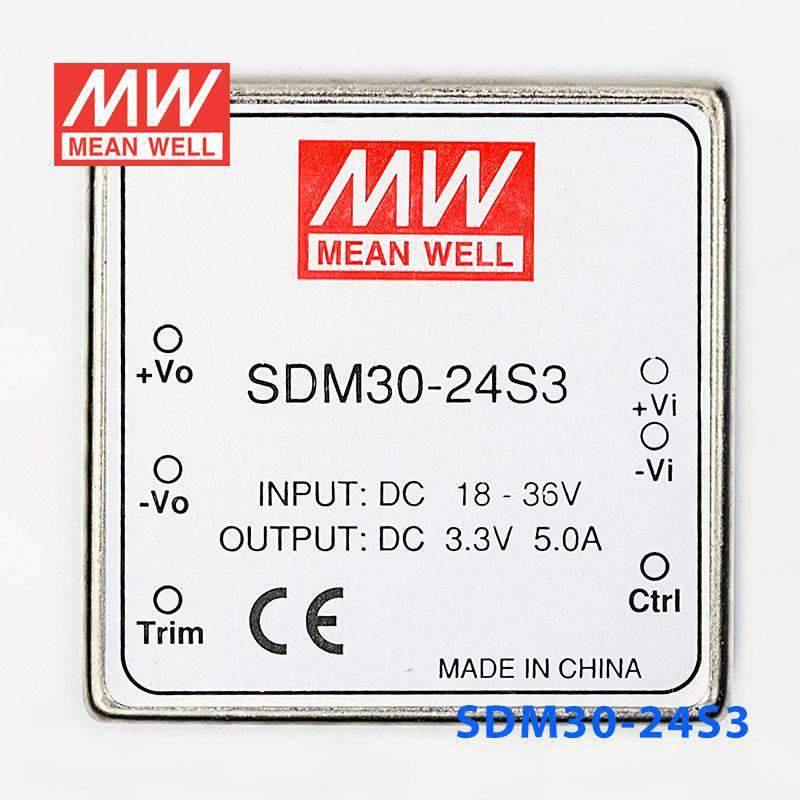 MW
MEAN WELL
MW
MEAN WELL
+Vo
SDM30-24S3
+Vi
-Vi
-Vo
INPUT: DC 18 - 36V
OUTPUT: DC 3.3V 5.0A
Trim
CE
Ctrl
MADE IN CHINA
SDM30-24S3